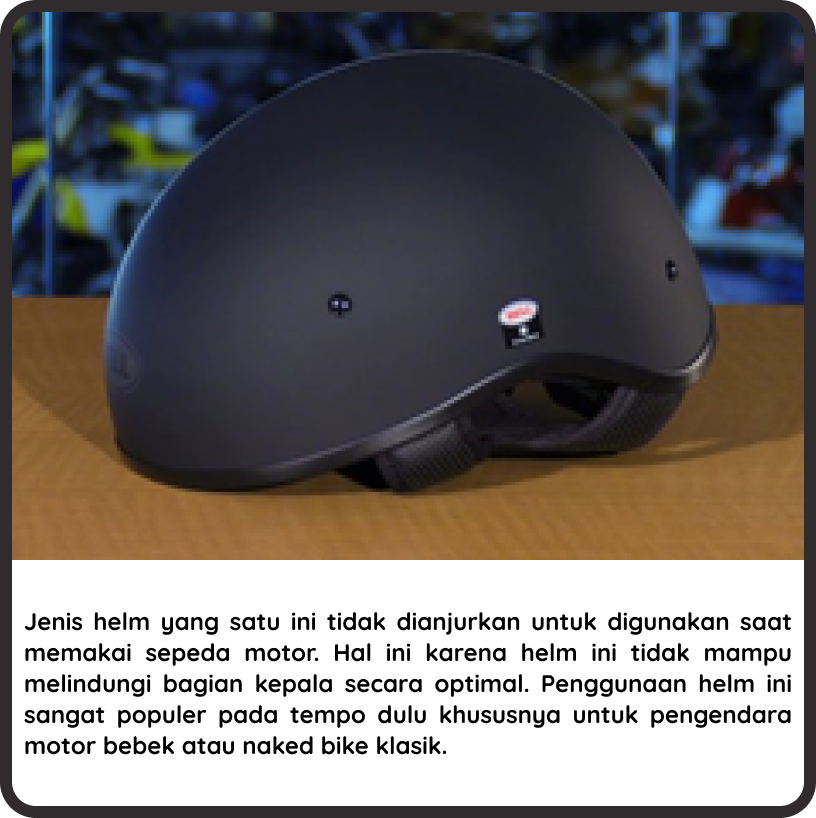 Jenis helm yang satu ini tidak dianjurkan untuk digunakan saat
memakai sepeda motor. Hal ini karena helm ini tidak mampu
melindungi bagian kepala secara optimal. Penggunaan helm ini
sangat populer pada tempo dulu khususnya untuk pengendara
motor bebek atau naked bike klasik.